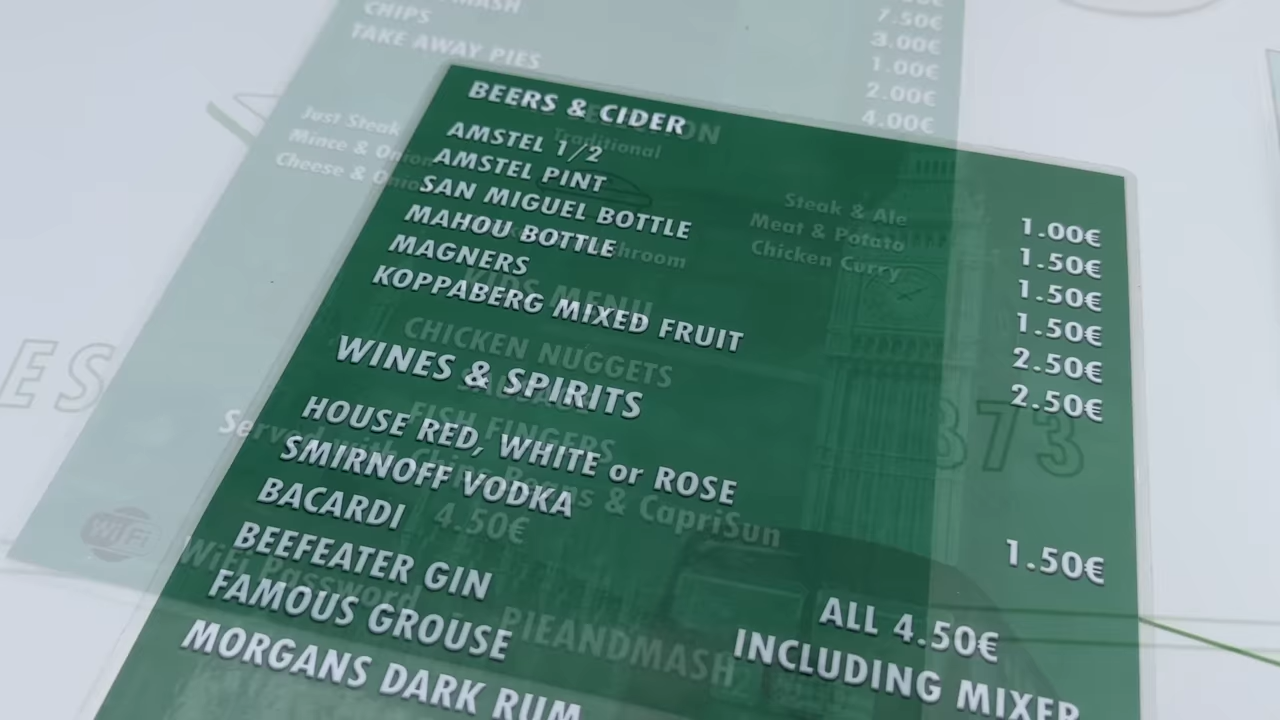 MASH
CHIPS
TAKE AWAY PIES
7.50€
3.00€
1.00€
2.00€
4.00€
Just Steak
Mince & Onion
Cheese & Onion
Traditional
Steak & Ale
Meat & Potato
Chicken Curry
KIDS MENU
CHICKEN NUGGETS
SAUSAGE
FISH FINGERS
Served with Chips Beans & CapriSun
4.50€
WiFi
WiFi Password
PIEANDMASH
ES
873
BEERS & CIDER
AMSTEL 1/2 1.00€
AMSTEL PINT 1.50€
SAN MIGUEL BOTTLE 1.50€
MAHOU BOTTLE 1.50€
MAGNERS 2.50€
KOPPABERG MIXED FRUIT 2.50€
WINES & SPIRITS
HOUSE RED, WHITE or ROSE 1.50€
SMIRNOFF VODKA
BACARDI
BEEFEATER GIN
FAMOUS GROUSE
MORGANS DARK RUM
ALL 4.50€
INCLUDING MIXER